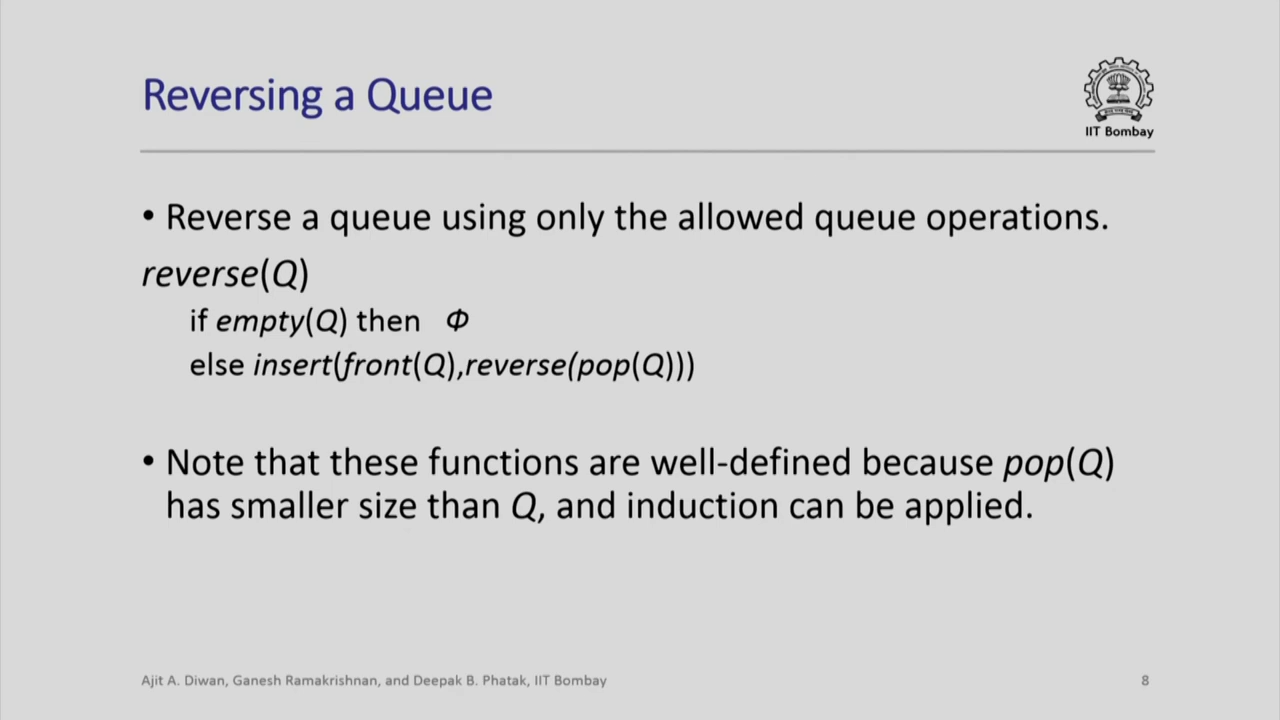 Reversing a Queue
IIT Bombay
• Reverse a queue using only the allowed queue operations.
reverse(Q)
if empty(Q) then Φ
else insert(front(Q),reverse(pop(Q)))
• Note that these functions are well-defined because pop(Q)
has smaller size than Q, and induction can be applied.
Ajit A. Diwan, Ganesh Ramakrishnan, and Deepak B. Phatak, IIT Bombay
8